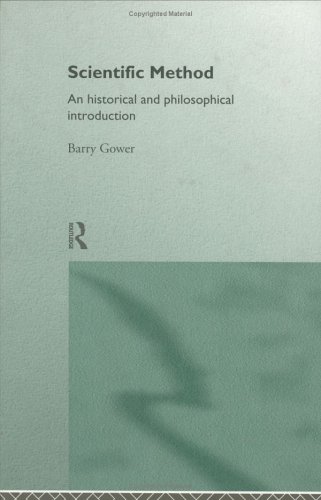 Copyrighted Material
Scientific Method
An historical and philosophical
introduction
Barry Gower
ROUTLEDGE